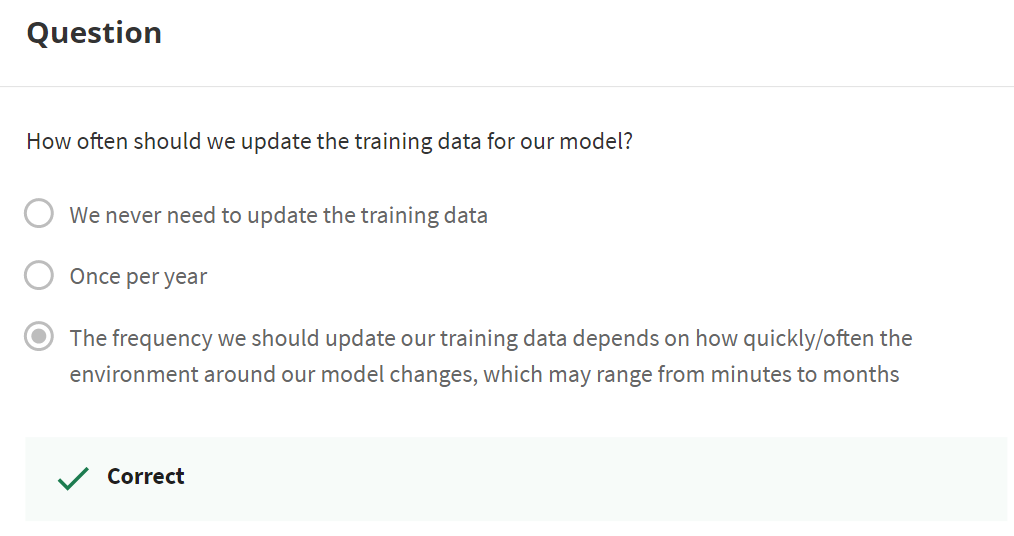 Question
How often should we update the training data for our model?
We never need to update the training data
Once per year
The frequency we should update our training data depends on how quickly/often the
environment around our model changes, which may range from minutes to months
Correct